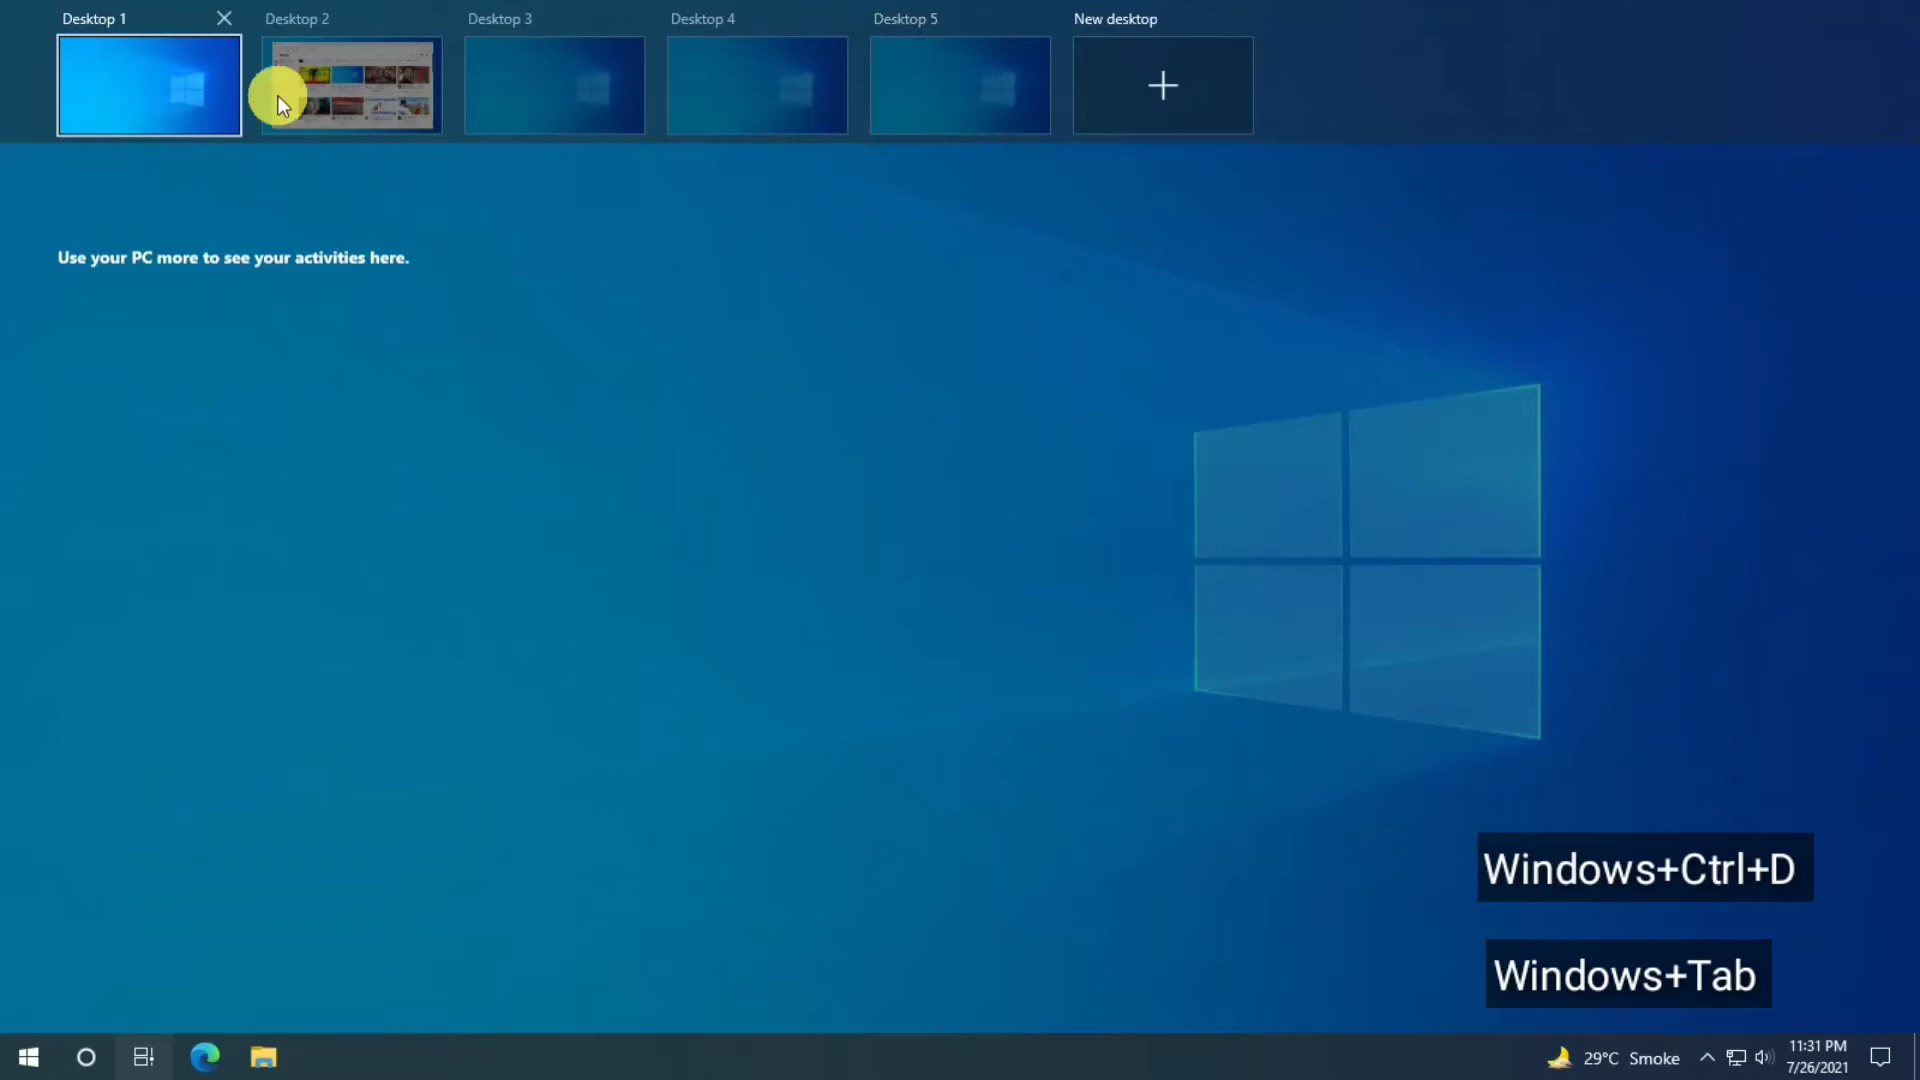 Desktop 1
Desktop 2
Desktop 3
Desktop 4
Desktop 5
New desktop
Use your PC more to see your activities here.
Windows+Ctrl+D
Windows+Tab
29°C Smoke
11:31 PM
7/26/2021